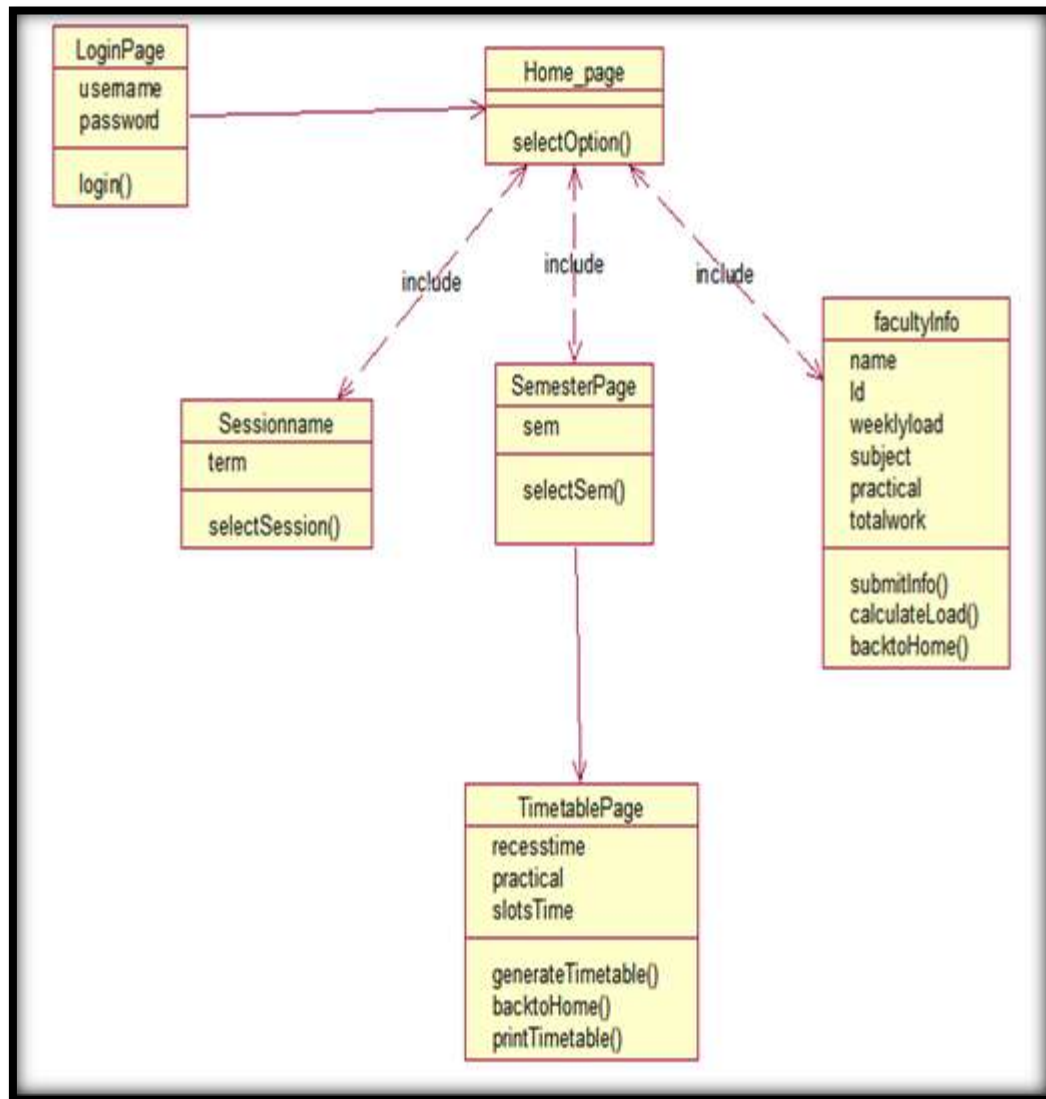 LoginPage
username
password
login()
Home_page
selectOption()
include
include
include
Sessionname
term
selectSession()
SemesterPage
sem
selectSem()
facultyInfo
name
Id
weeklyload
subject
practical
totalwork
submitInfo()
calculateLoad()
backtoHome()
TimetablePage
recesstime
practical
slotsTime
generateTimetable()
backtoHome()
printTimetable()